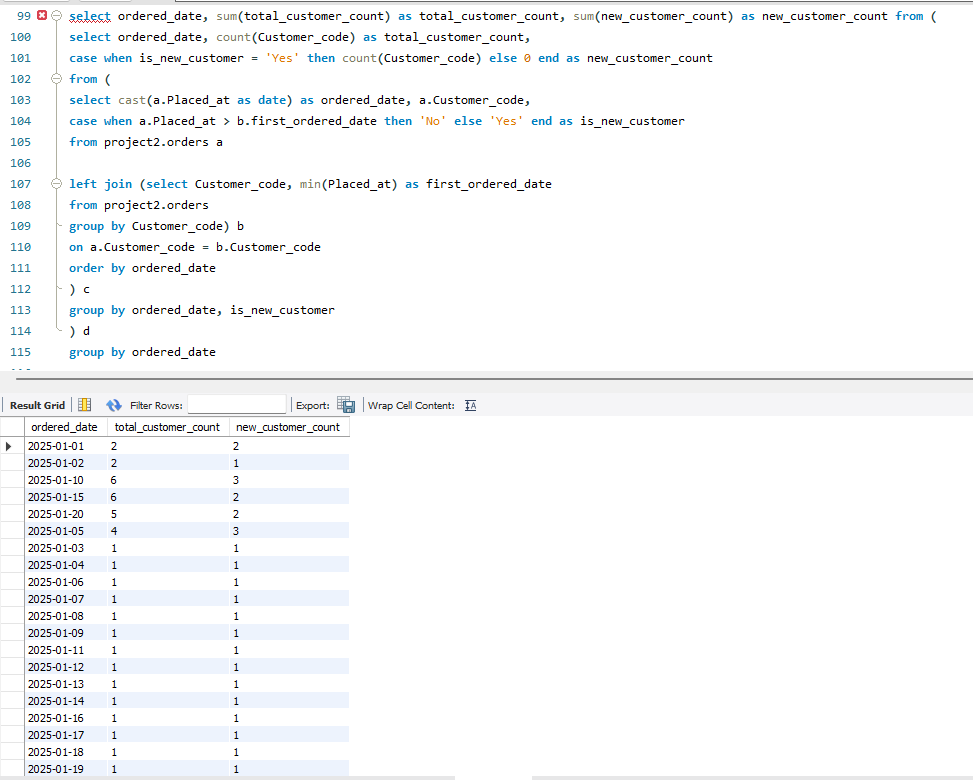 99 select ordered_date, sum(total_customer_count) as total_customer_count, sum(new_customer_count) as new_customer_count from (
100 select ordered_date, count(Customer_code) as total_customer_count,
101 case when is_new_customer = 'Yes' then count(Customer_code) else 0 end as new_customer_count
102 from (
103 select cast(a.Placed_at as date) as ordered_date, a.Customer_code,
104 case when a.Placed_at > b.first_ordered_date then 'No' else 'Yes' end as is_new_customer
105 from project2.orders a
106
107 left join (select Customer_code, min(Placed_at) as first_ordered_date
108 from project2.orders
109 group by Customer_code) b
110 on a.Customer_code = b.Customer_code
111 order by ordered_date
112 ) c
113 group by ordered_date, is_new_customer
114 ) d
115 group by ordered_date
Result Grid Filter Rows: Export: Wrap Cell Content: IA
ordered_date total_customer_count new_customer_count
2025-01-01 2 2
2025-01-02 2 1
2025-01-10 6 3
2025-01-15 6 2
2025-01-20 5 2
2025-01-05 4 3
2025-01-03 1 1
2025-01-04 1 1
2025-01-06 1 1
2025-01-07 1 1
2025-01-08 1 1
2025-01-09 1 1
2025-01-11 1 1
2025-01-12 1 1
2025-01-13 1 1
2025-01-14 1 1
2025-01-16 1 1
2025-01-17 1 1
2025-01-18 1 1
2025-01-19 1 1